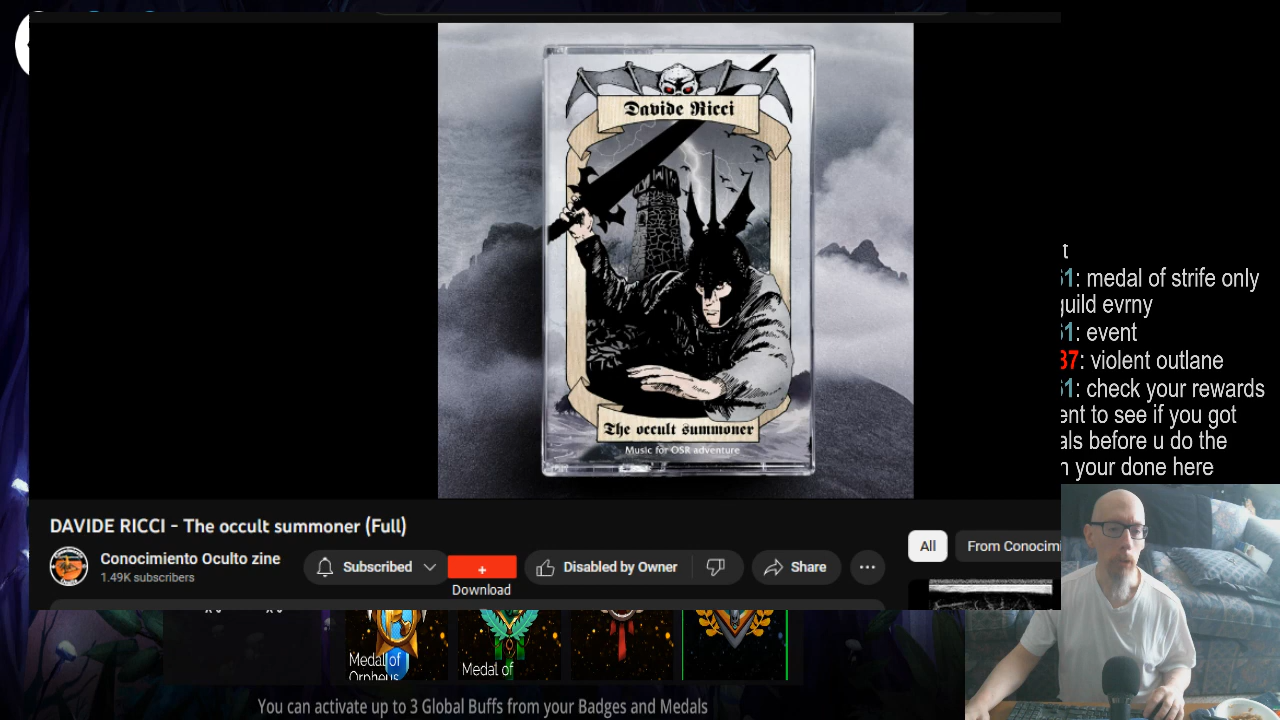 Davide Ricci
The occult summoner
Music for OSR adventure
DAVIDE RICCI - The occult summoner (Full)
Conocimiento Oculto zine
1.49K subscribers
Subscribed
+
Download
Disabled by Owner
Share
All
From Conocimi
t
61: medal of strife only
guild evrny
61: event
37: violent outlane
61: check your rewards
ent to see if you got
als before u do the
n your done here
Medal of
Orpheus
Medal of
You can activate up to 3 Global Buffs from your Badges and Medals